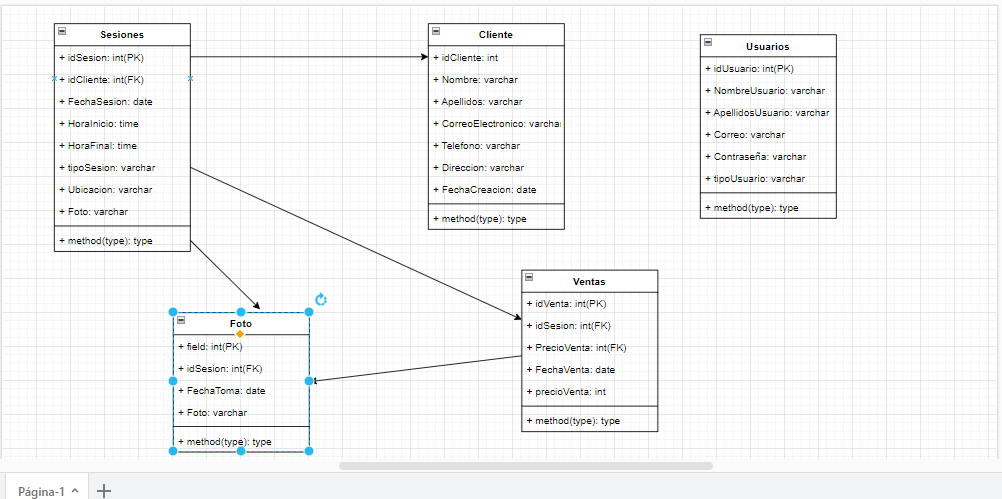 Sesiones
+ idSesion: int(PK)
+ idCliente: int(FK)
+ FechaSesion: date
+ HoraInicio: time
+ HoraFinal: time
+ tipoSesion: varchar
+ Ubicacion: varchar
+ Foto: varchar
+ method(type): type
Cliente
+ idCliente: int
+ Nombre: varchar
+ Apellidos: varchar
+ CorreoElectronico: varchar
+ Telefono: varchar
+ Direccion: varchar
+ FechaCreacion: date
+ method(type): type
Usuarios
+ idUsuario: int(PK)
+ NombreUsuario: varchar
+ ApellidosUsuario: varchar
+ Correo: varchar
+ Contraseña: varchar
+ tipoUsuario: varchar
+ method(type): type
Foto
+ field: int(PK)
+ idSesion: int(FK)
+ FechaToma: date
+ Foto: varchar
+ method(type): type
Ventas
+ idVenta: int(PK)
+ idSesion: int(FK)
+ PrecioVenta: int(FK)
+ FechaVenta: date
+ precioVenta: int
+ method(type): type
Página-1